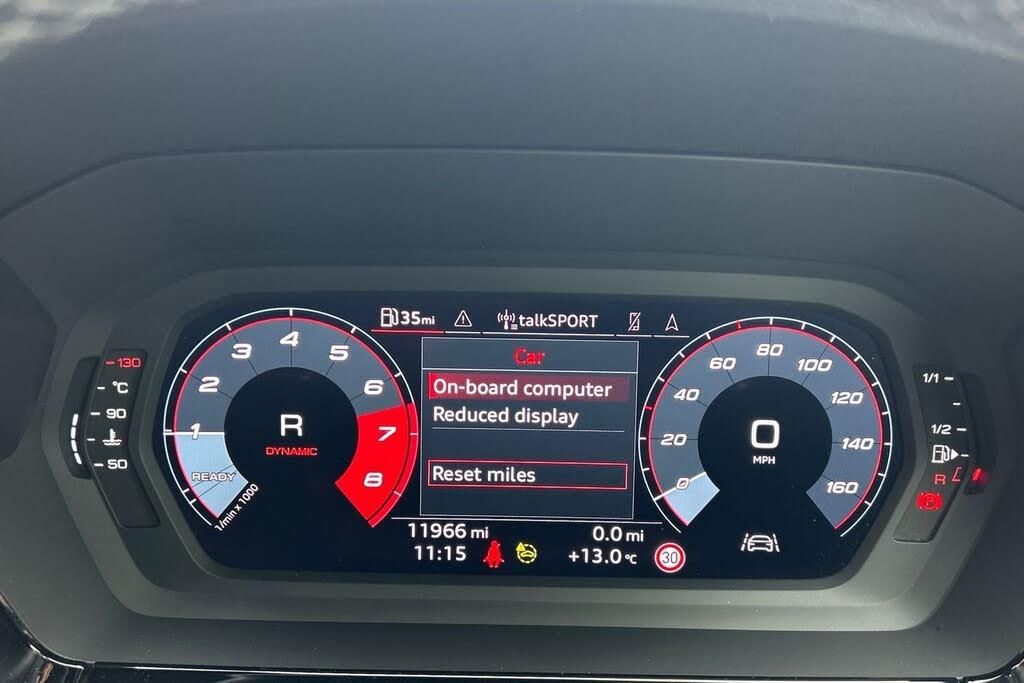 35mi
talkSPORT
Car
On-board computer
Reduced display
Reset miles
130
°C
90
50
1
2
3
4
5
6
7
8
READY
1/min x 1000
R
DYNAMIC
0
20
40
60
80
100
120
140
160
0
MPH
1/1
1/2
R
11966 mi
0.0 mi
11:15
+13.0 °C
30